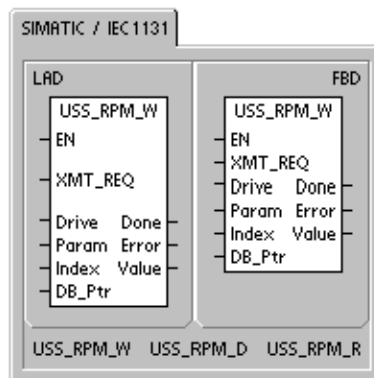 SIMATIC / IEC1131
LAD
USS_RPM_W
EN
XMT_REQ
Drive Done
Param Error
Index Value
DB_Ptr
FBD
USS_RPM_W
EN
XMT_REQ
Drive Done
Param Error
Index Value
DB_Ptr
USS_RPM_W USS_RPM_D USS_RPM_R